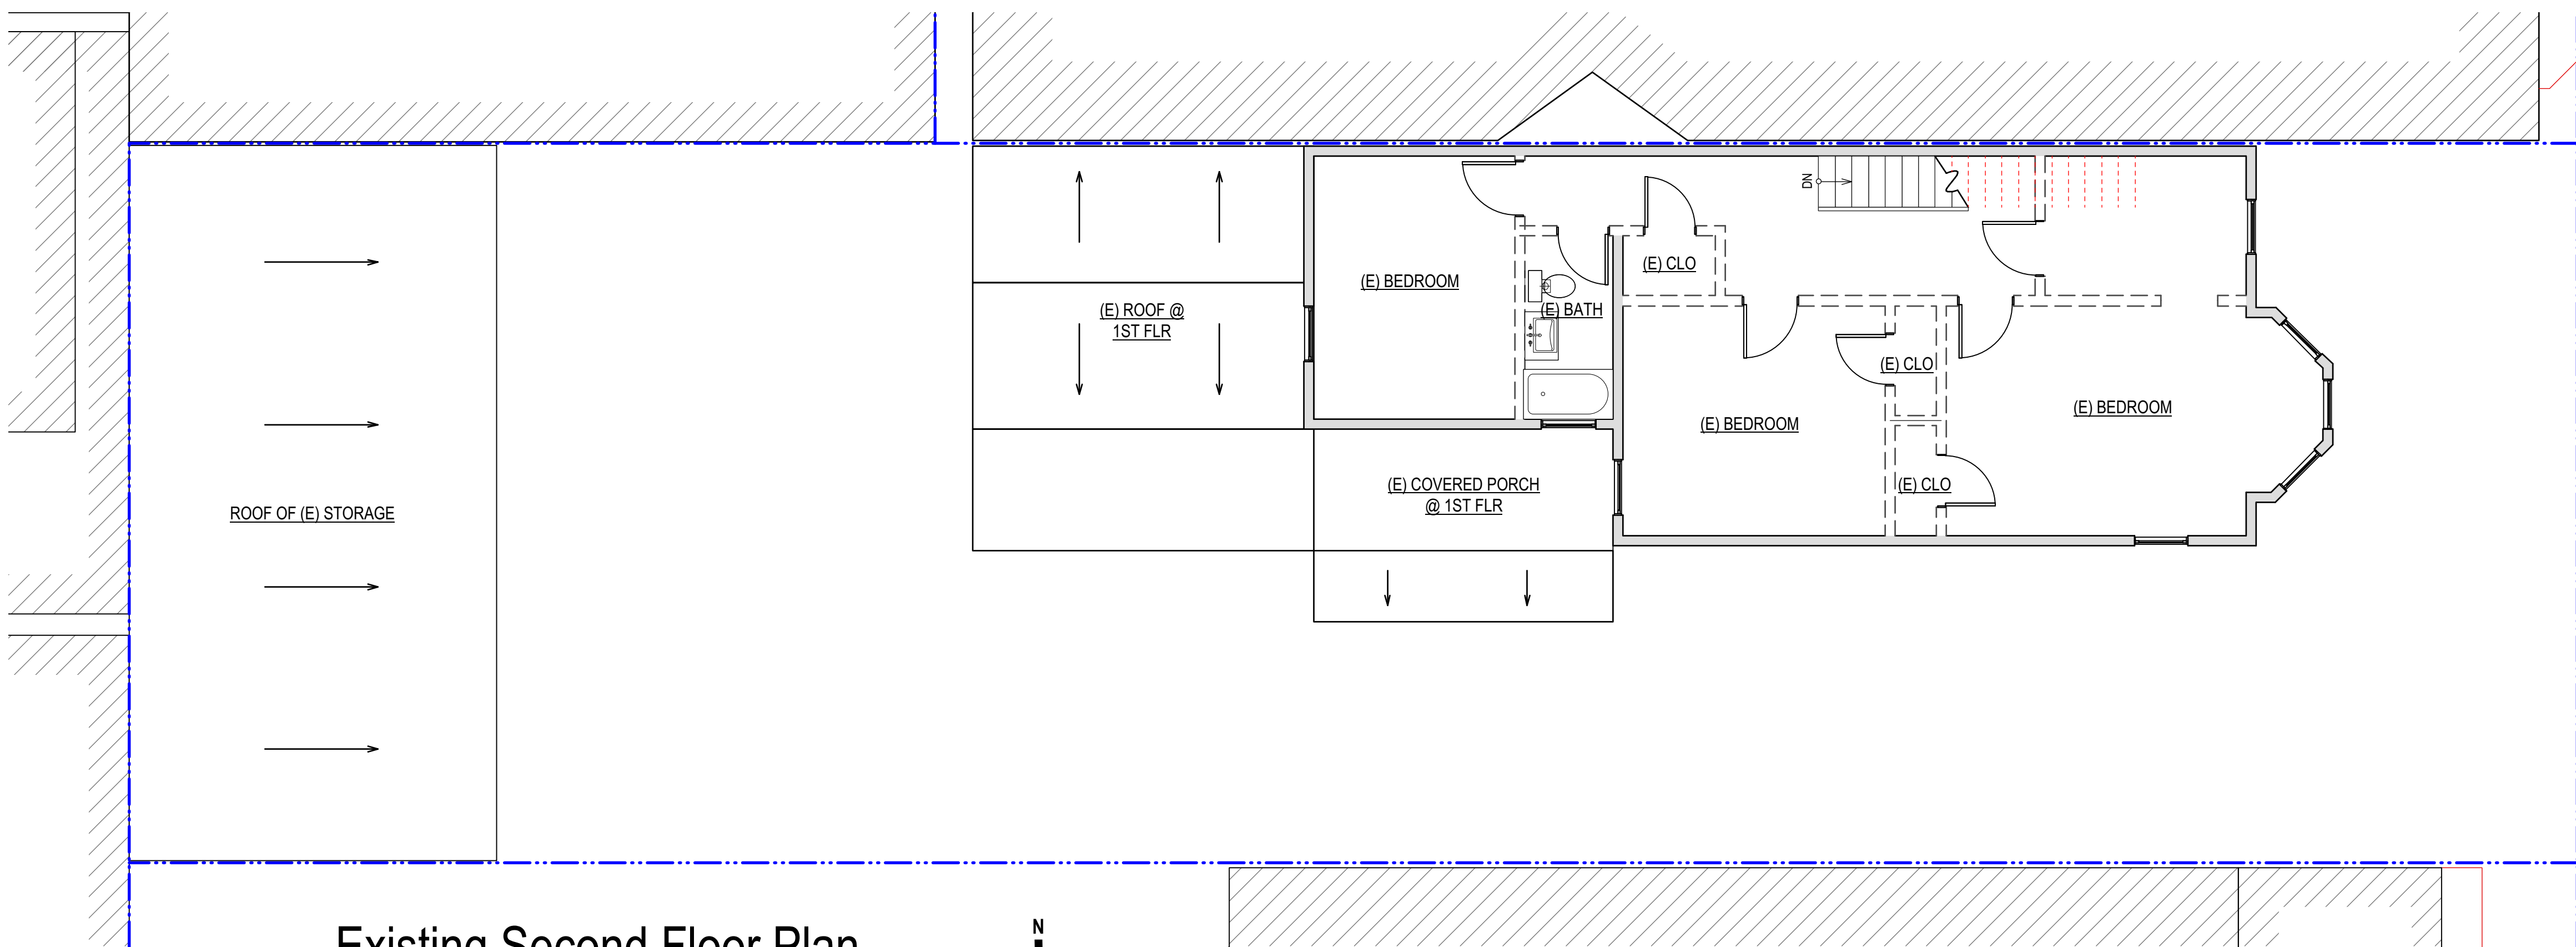 DN
(E) CLO
(E) BEDROOM
(E) BATH
(E) ROOF @
1ST FLR
(E) CLO
(E) BEDROOM
(E) BEDROOM
(E) COVERED PORCH
@ 1ST FLR
(E) CLO
ROOF OF (E) STORAGE
N
Existing Second Floor Plan